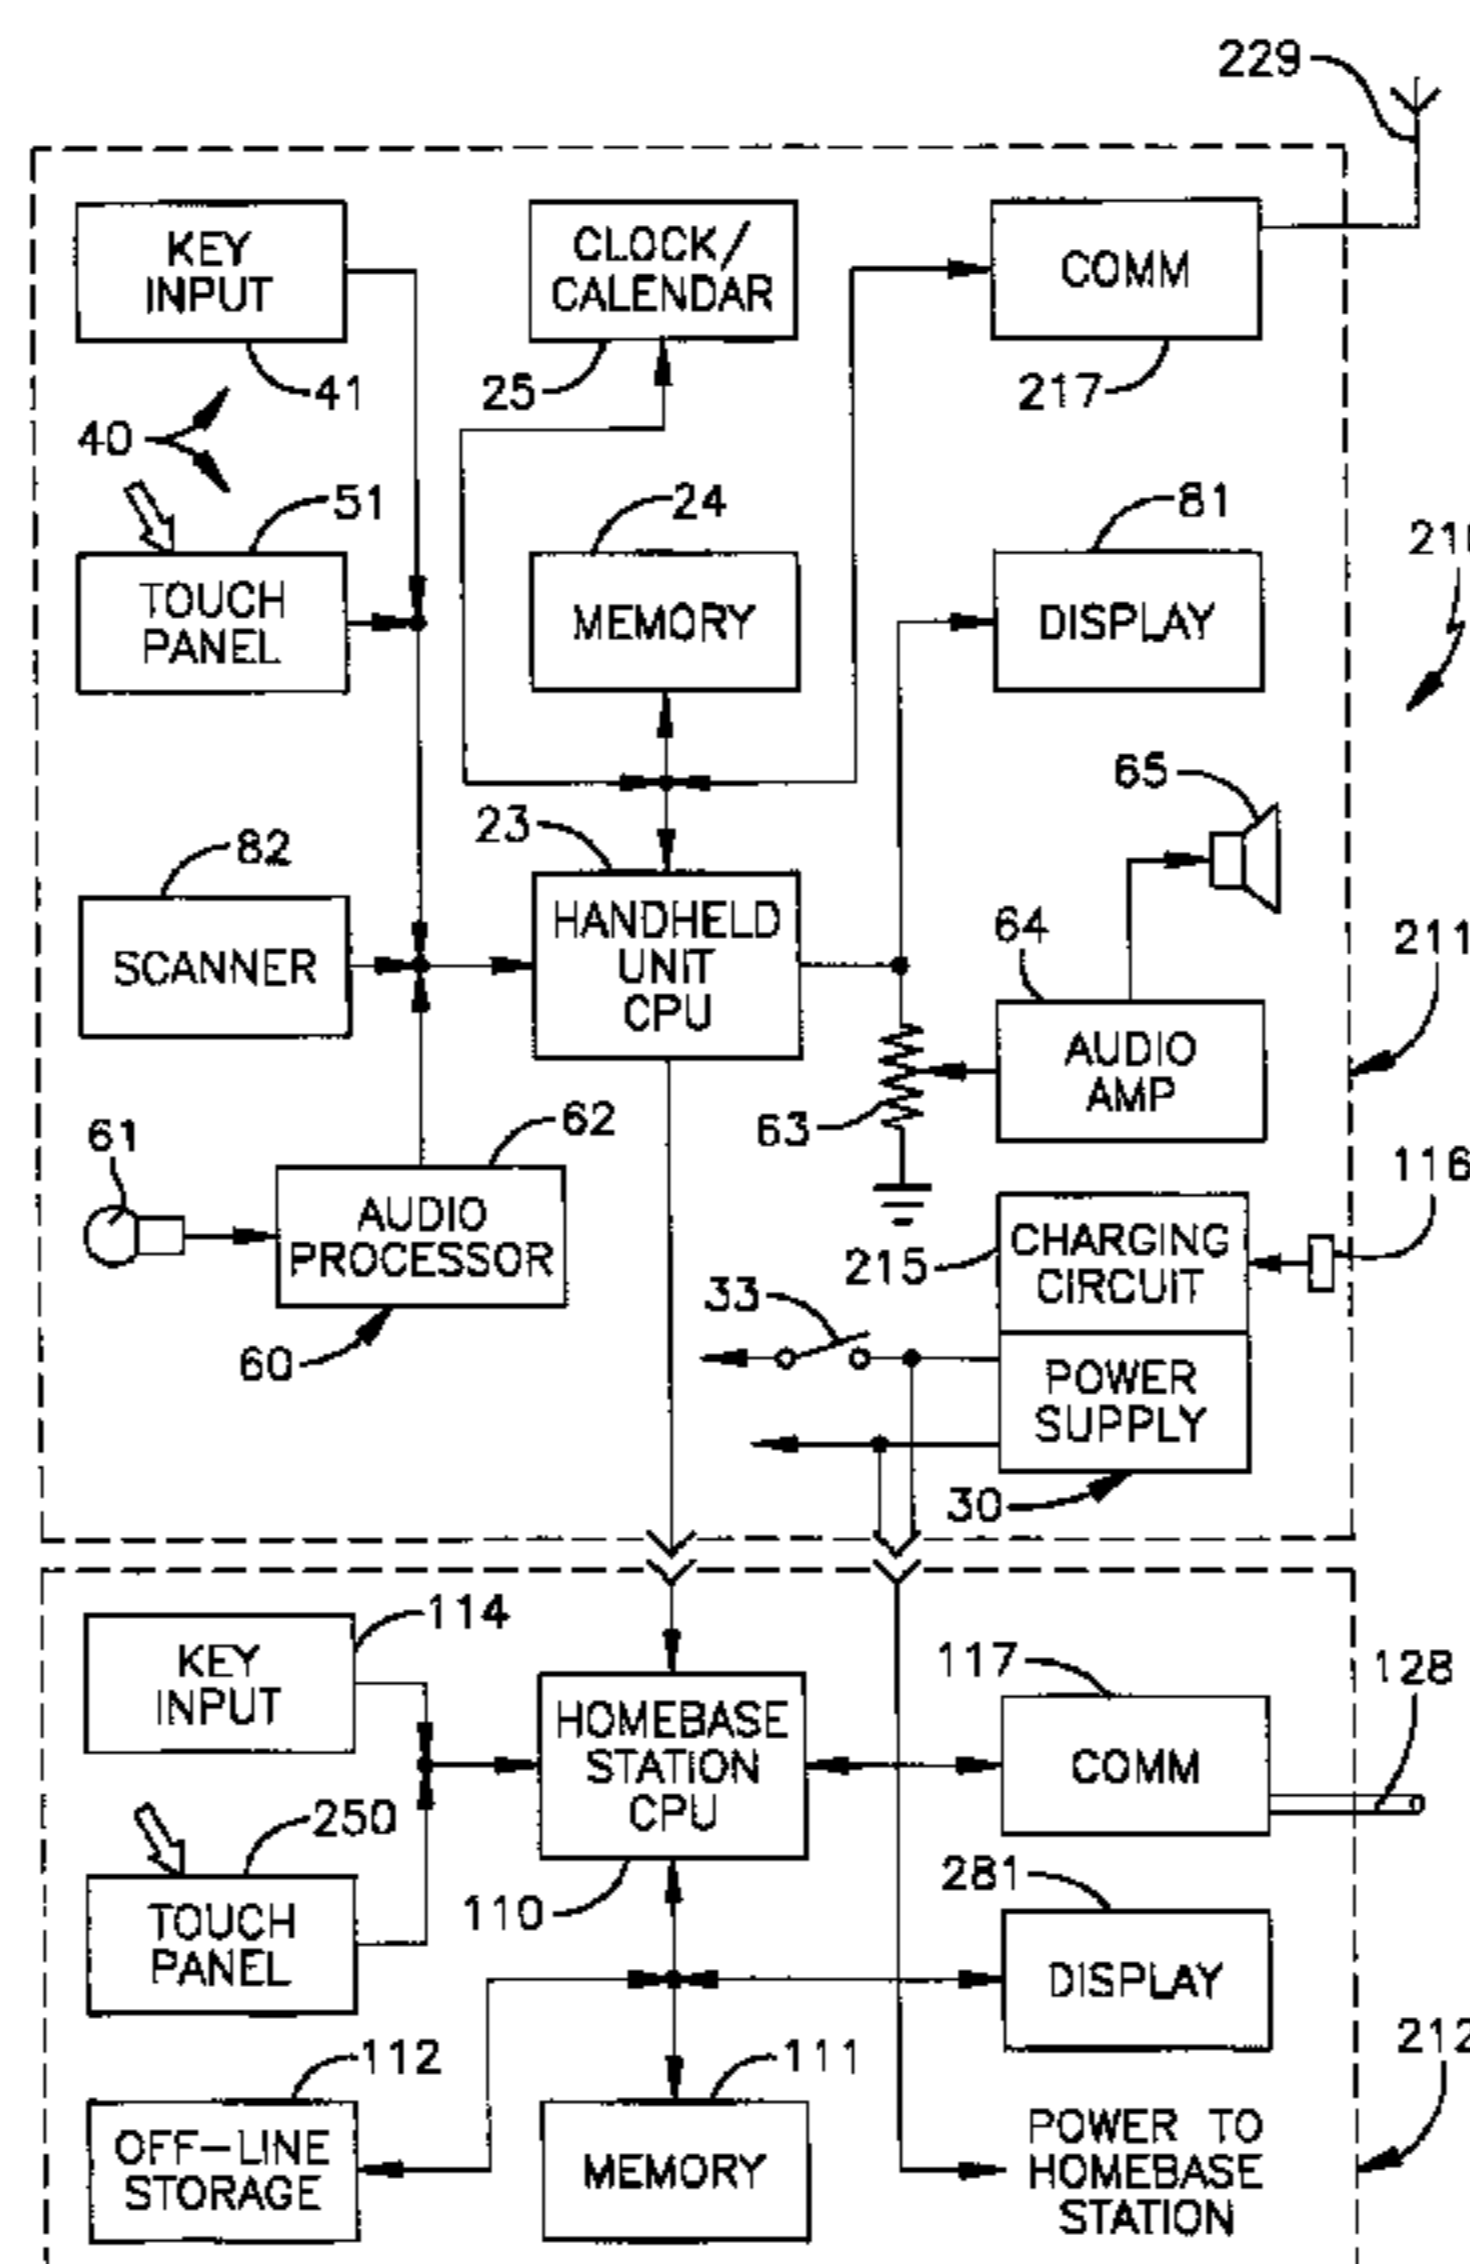 229
KEY
INPUT
CLOCK/
CALENDAR
COMM
41
25
217
40
51
24
81
TOUCH
PANEL
MEMORY
DISPLAY
65
23
82
SCANNER
HANDHELD
UNIT
CPU
64
211
AUDIO
AMP
63
61
62
116
AUDIO
PROCESSOR
CHARGING
CIRCUIT
215
33
60
POWER
SUPPLY
30
114
KEY
INPUT
117
128
HOMEBASE
STATION
CPU
COMM
250
110
281
TOUCH
PANEL
DISPLAY
112
111
212
OFF-LINE
STORAGE
MEMORY
POWER TO
HOMEBASE
STATION